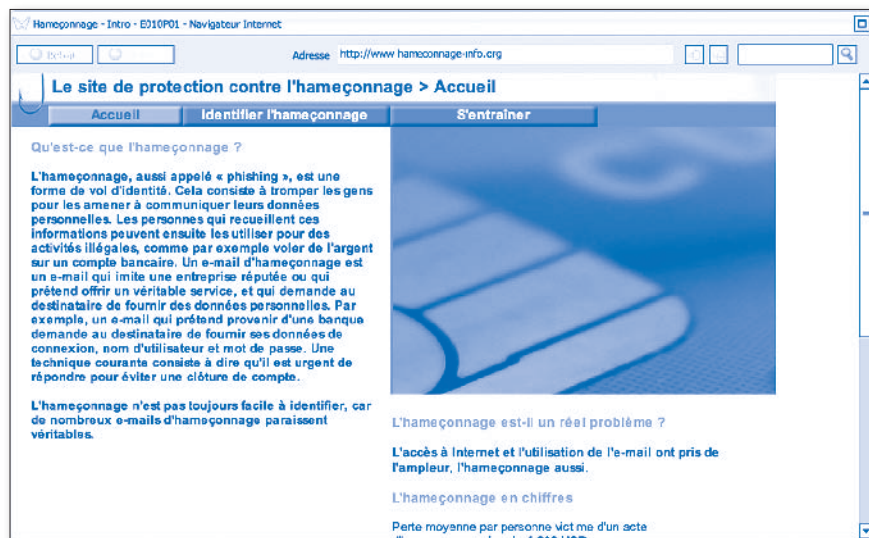 Hameçonnage - Intro - E010P01 - Navigateur Internet
Retour
Adresse http://www hameconnage-info.org
Le site de protection contre l'hameçonnage > Accueil
Accueil Identifier l'hameçonnage S'entraîner
Qu'est-ce que l'hameçonnage ?
L'hameçonnage, aussi appelé « phishing », est une
forme de vol d'identité. Cela consiste à tromper les gens
pour les amener à communiquer leurs données
personnelles. Les personnes qui recueillent ces
informations peuvent ensuite les utiliser pour des
activités illégales, comme par exemple voler de l'argent
sur un compte bancaire. Un e-mail d'hameçonnage est
un e-mail qui imite une entreprise réputée ou qui
prétend offrir un véritable service, et qui demande au
destinataire de fournir des données personnelles. Par
exemple, un e-mail qui prétend provenir d'une banque
demande au destinataire de fournir ses données de
connexion, nom d'utilisateur et mot de passe. Une
technique courante consiste à dire qu'il est urgent de
répondre pour éviter une clôture de compte.
L'hameçonnage n'est pas toujours facile à identifier, car
de nombreux e-mails d'hameçonnage paraissent
véritables.
L'hameçonnage est-il un réel problème ?
L'accès à Internet et l'utilisation de l'e-mail ont pris de
l'ampleur, l'hameçonnage aussi.
L'hameçonnage en chiffres
Perte moyenne par personne victime d'un acte